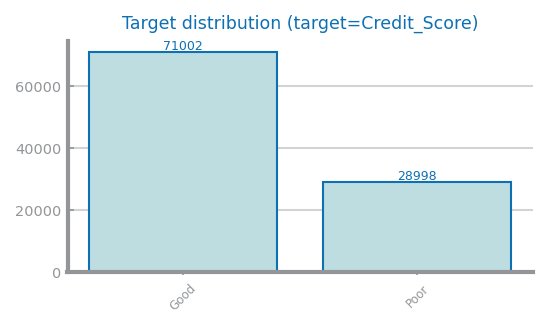 Target distribution (target=Credit_Score)
71002
60000
40000
28998
20000
0
Good
Poor